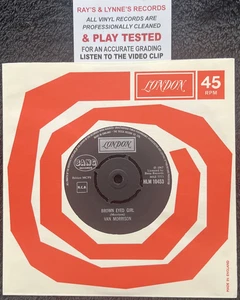 RAY'S & LYNNE'S RECORDS
ALL VINYL RECORDS ARE
PROFESSIONALLY CLEANED
& PLAY TESTED
FOR AN ACCURATE GRADING
LISTEN TO THE VIDEO CLIP
LONDON
45
RPM
LONDON
BANG
HLM 10453
BROWN EYED GIRL
VAN MORRISON
MADE IN ENGLAND